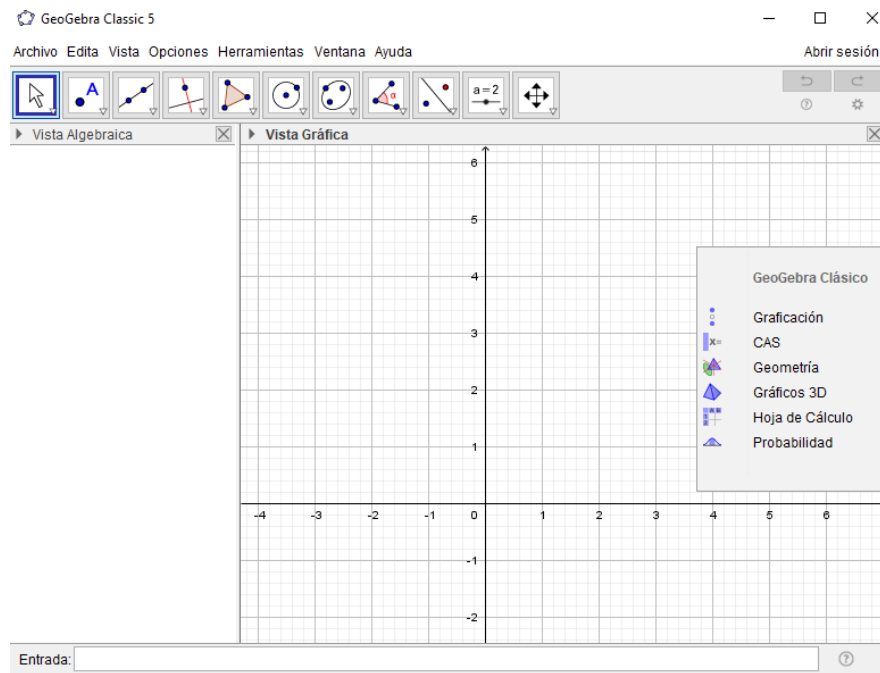 GeoGebra Classic 5
Archivo Edita Vista Opciones Herramientas Ventana Ayuda Abrir sesión
A α a = 2
Vista Algebraica Vista Gráfica
6
5
4
3
2
1
-4 -3 -2 -1 0 1 2 3 4 5 6
-1
-2
GeoGebra Clásico
Graficación
X= CAS
Geometría
Gráficos 3D
Hoja de Cálculo
Probabilidad
Entrada: